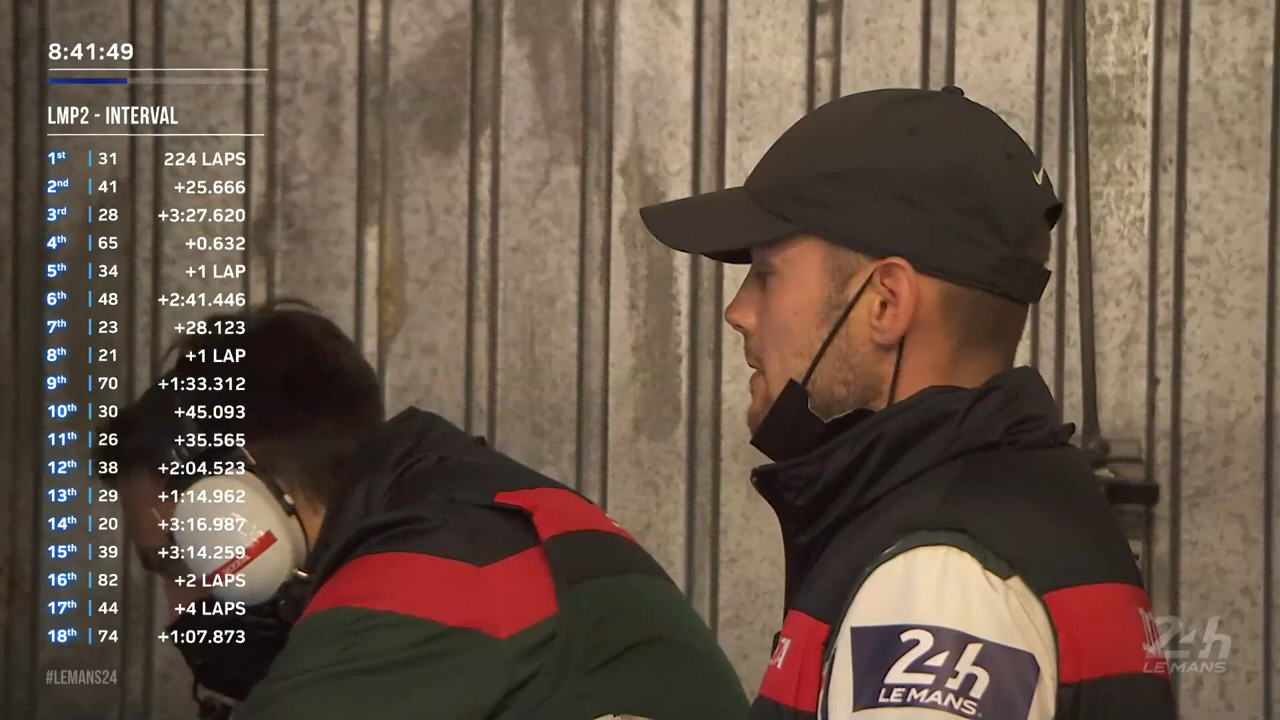 8:41:49
LMP2 - INTERVAL
1st 31 224 LAPS
2nd 41 +25.666
3rd 28 +3:27.620
4th 65 +0.632
5th 34 +1 LAP
6th 48 +2:41.446
7th 23 +28.123
8th 21 +1 LAP
9th 70 +1:33.312
10th 30 +45.093
11th 26 +35.565
12th 38 +2:04.523
13th 29 +1:14.962
14th 20 +3:16.987
15th 39 +3:14.259
16th 82 +2 LAPS
17th 44 +4 LAPS
18th 74 +1:07.873
#LEMANS24
24h
LE MANS
24h
LE MANS